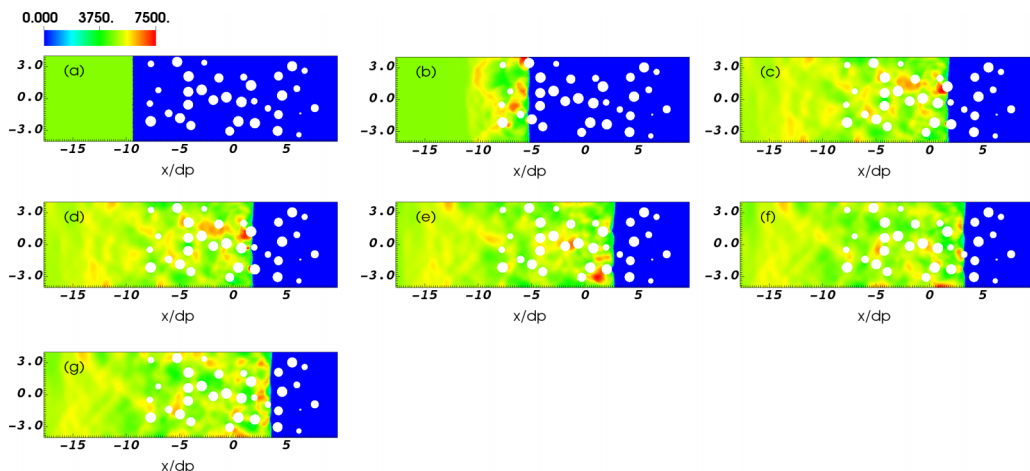 0.000 3750. 7500.
(a) (b) (c)
3.0 3.0 3.0
0.0 0.0 0.0
−3.0 −3.0 −3.0
−15 −10 −5 0 5 −15 −10 −5 0 5 −15 −10 −5 0 5
x/dp x/dp x/dp
(d) (e) (f)
3.0 3.0 3.0
0.0 0.0 0.0
−3.0 −3.0 −3.0
−15 −10 −5 0 5 −15 −10 −5 0 5 −15 −10 −5 0 5
x/dp x/dp x/dp
(g)
3.0
0.0
−3.0
−15 −10 −5 0 5
x/dp